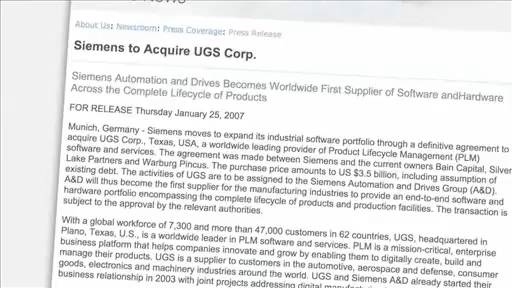 About Us: Newsroom: Press Coverage: Press Release
Siemens to Acquire UGS Corp.
Siemens Automation and Drives Becomes Worldwide First Supplier of Software andHardware
Across the Complete Lifecycle of Products
FOR RELEASE Thursday January 25, 2007
Munich, Germany - Siemens moves to expand its industrial software portfolio through a definitive agreement to
acquire UGS Corp., Texas, USA, a worldwide leading provider of Product Lifecycle Management (PLM)
software and services. The agreement was made between Siemens and the current owners Bain Capital, Silver
Lake Partners and Warburg Pincus. The purchase price amounts to US $3.5 billion, including assumption of
existing debt. The activities of UGS are to be assigned to the Siemens Automation and Drives Group (A&D).
A&D will thus become the first supplier for the manufacturing industries to provide an end-to-end software and
hardware portfolio encompassing the complete lifecycle of products and production facilities. The transaction is
subject to the approval by the relevant authorities.
With a global workforce of 7,300 and more than 47,000 customers in 62 countries, UGS, headquartered in
Plano, Texas, U.S., is a worldwide leader in PLM software and services. PLM is a mission-critical, enterprise
business platform that helps companies innovate and grow by enabling them to digitally create, build and
manage their products. UGS is a supplier to customers in the automotive, aerospace and defense, consumer
goods, electronics and machinery industries around the world. UGS and Siemens A&D already started their
business relationship in 2003 with joint projects addressing digital